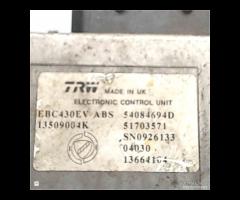 TRW MADE IN UK
ELECTRONIC CONTROL UNIT
EBC430EV ABS 54084694D
13509004K 51703571
SN0926133
04030
13664104